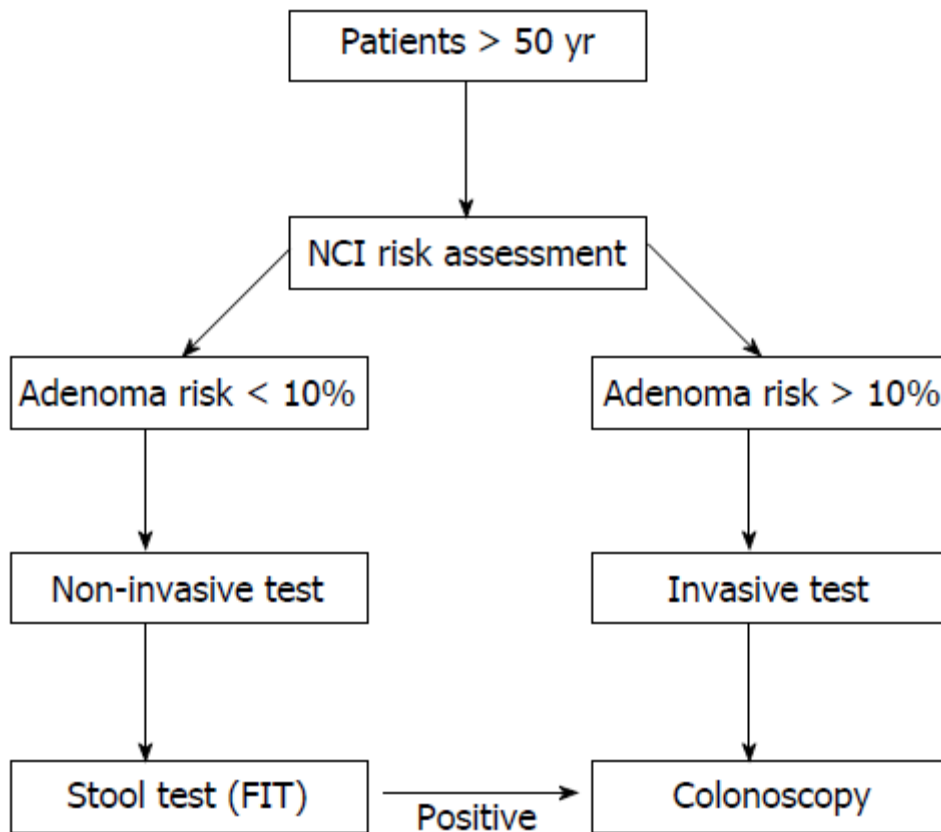 Patients > 50 yr
NCI risk assessment
Adenoma risk < 10%
Adenoma risk > 10%
Non-invasive test
Invasive test
Stool test (FIT)
Positive
Colonoscopy